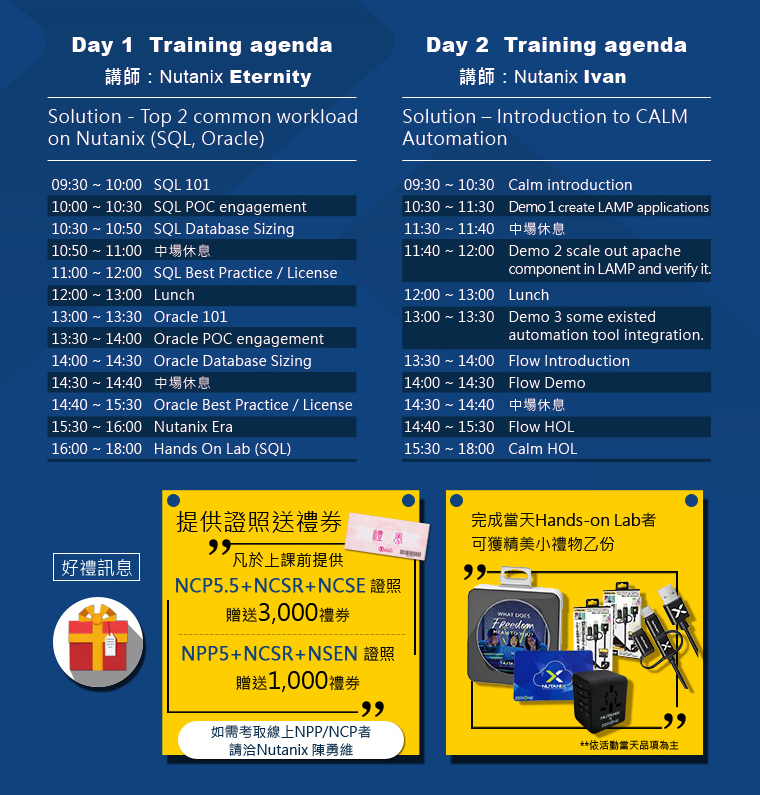 Day 1 Training agenda
講師：Nutanix Eternity
Solution - Top 2 common workload
on Nutanix (SQL, Oracle)
09:30 ~ 10:00 SQL 101
10:00 ~ 10:30 SQL POC engagement
10:30 ~ 10:50 SQL Database Sizing
10:50 ~ 11:00 中場休息
11:00 ~ 12:00 SQL Best Practice / License
12:00 ~ 13:00 Lunch
13:00 ~ 13:30 Oracle 101
13:30 ~ 14:00 Oracle POC engagement
14:00 ~ 14:30 Oracle Database Sizing
14:30 ~ 14:40 中場休息
14:40 ~ 15:30 Oracle Best Practice / License
15:30 ~ 16:00 Nutanix Era
16:00 ~ 18:00 Hands On Lab (SQL)
Day 2 Training agenda
講師：Nutanix Ivan
Solution – Introduction to CALM
Automation
09:30 ~ 10:30 Calm introduction
10:30 ~ 11:30 Demo 1 create LAMP applications
11:30 ~ 11:40 中場休息
11:40 ~ 12:00 Demo 2 scale out apache
component in LAMP and verify it.
12:00 ~ 13:00 Lunch
13:00 ~ 13:30 Demo 3 some existed
automation tool integration.
13:30 ~ 14:00 Flow Introduction
14:00 ~ 14:30 Flow Demo
14:30 ~ 14:40 中場休息
14:40 ~ 15:30 Flow HOL
15:30 ~ 18:00 Calm HOL
好禮訊息
提供證照送禮券
禮券
凡於上課前提供
NCP5.5+NCSR+NCSE 證照
贈送3,000禮券
NPP5+NCSR+NSEN 證照
贈送1,000禮券
如需考取線上NPP/NCP者
請洽Nutanix 陳勇維
完成當天Hands-on Lab者
可獲精美小禮物乙份
WHAT DOES
Freedom
MEAN TO YOU?
NUTANIX
ZERONE
NUTANIX
ZERONE
**依活動當天品項為主